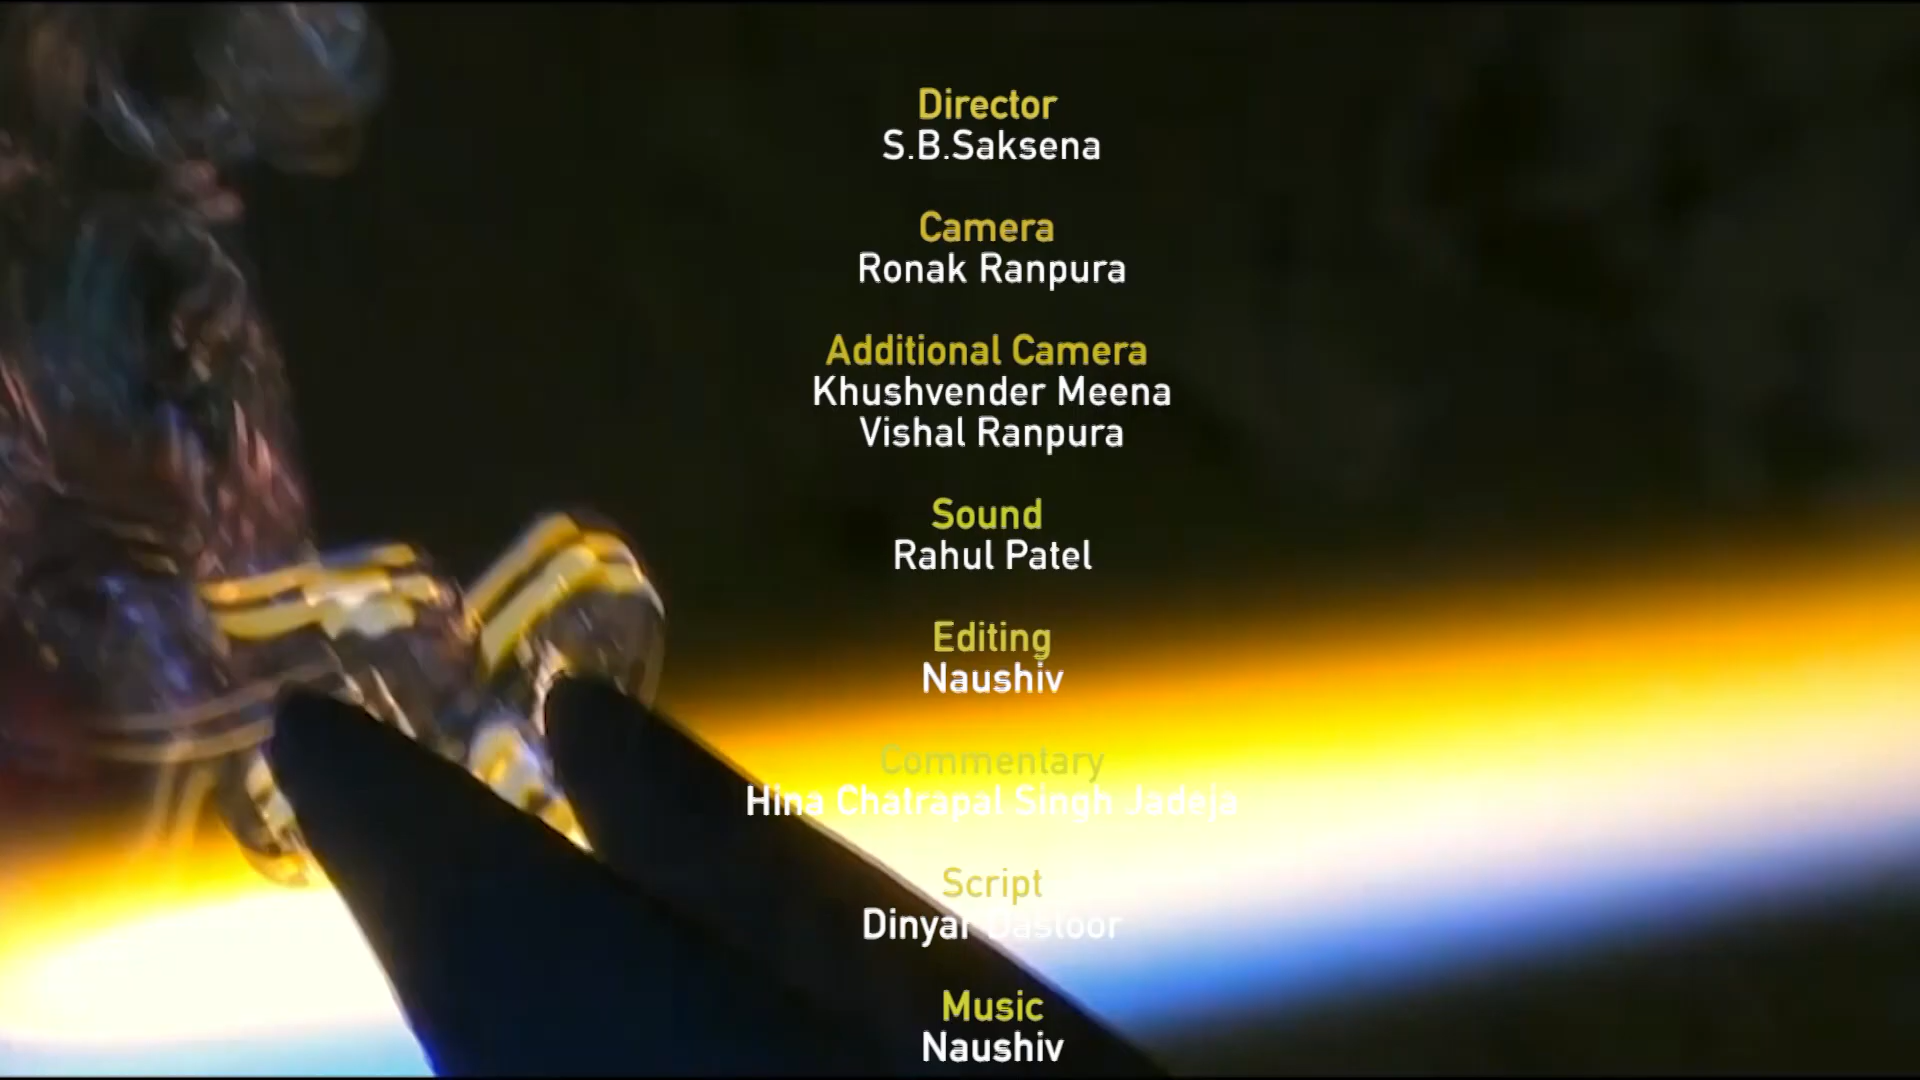 Director
S.B.Saksena
Camera
Ronak Ranpura
Additional Camera
Khushvender Meena
Vishal Ranpura
Sound
Rahul Patel
Editing
Naushiv
Commentary
Hina Chatrapal Singh Jadeja
Script
Dinyar Dastoor
Music
Naushiv